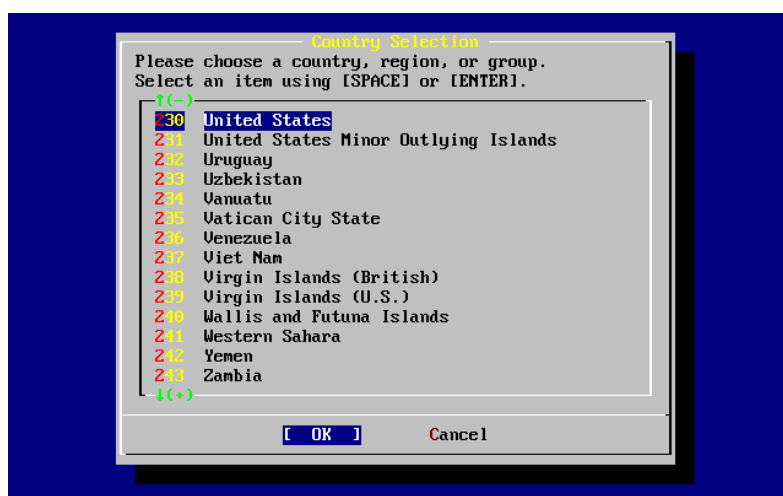 Country Selection
Please choose a country, region, or group.
Select an item using [SPACE] or [ENTER].
↑(-)
230 United States
231 United States Minor Outlying Islands
232 Uruguay
233 Uzbekistan
234 Vanuatu
235 Vatican City State
236 Venezuela
237 Viet Nam
238 Virgin Islands (British)
239 Virgin Islands (U.S.)
240 Wallis and Futuna Islands
241 Western Sahara
242 Yemen
243 Zambia
↓(+)
[ OK ] Cancel